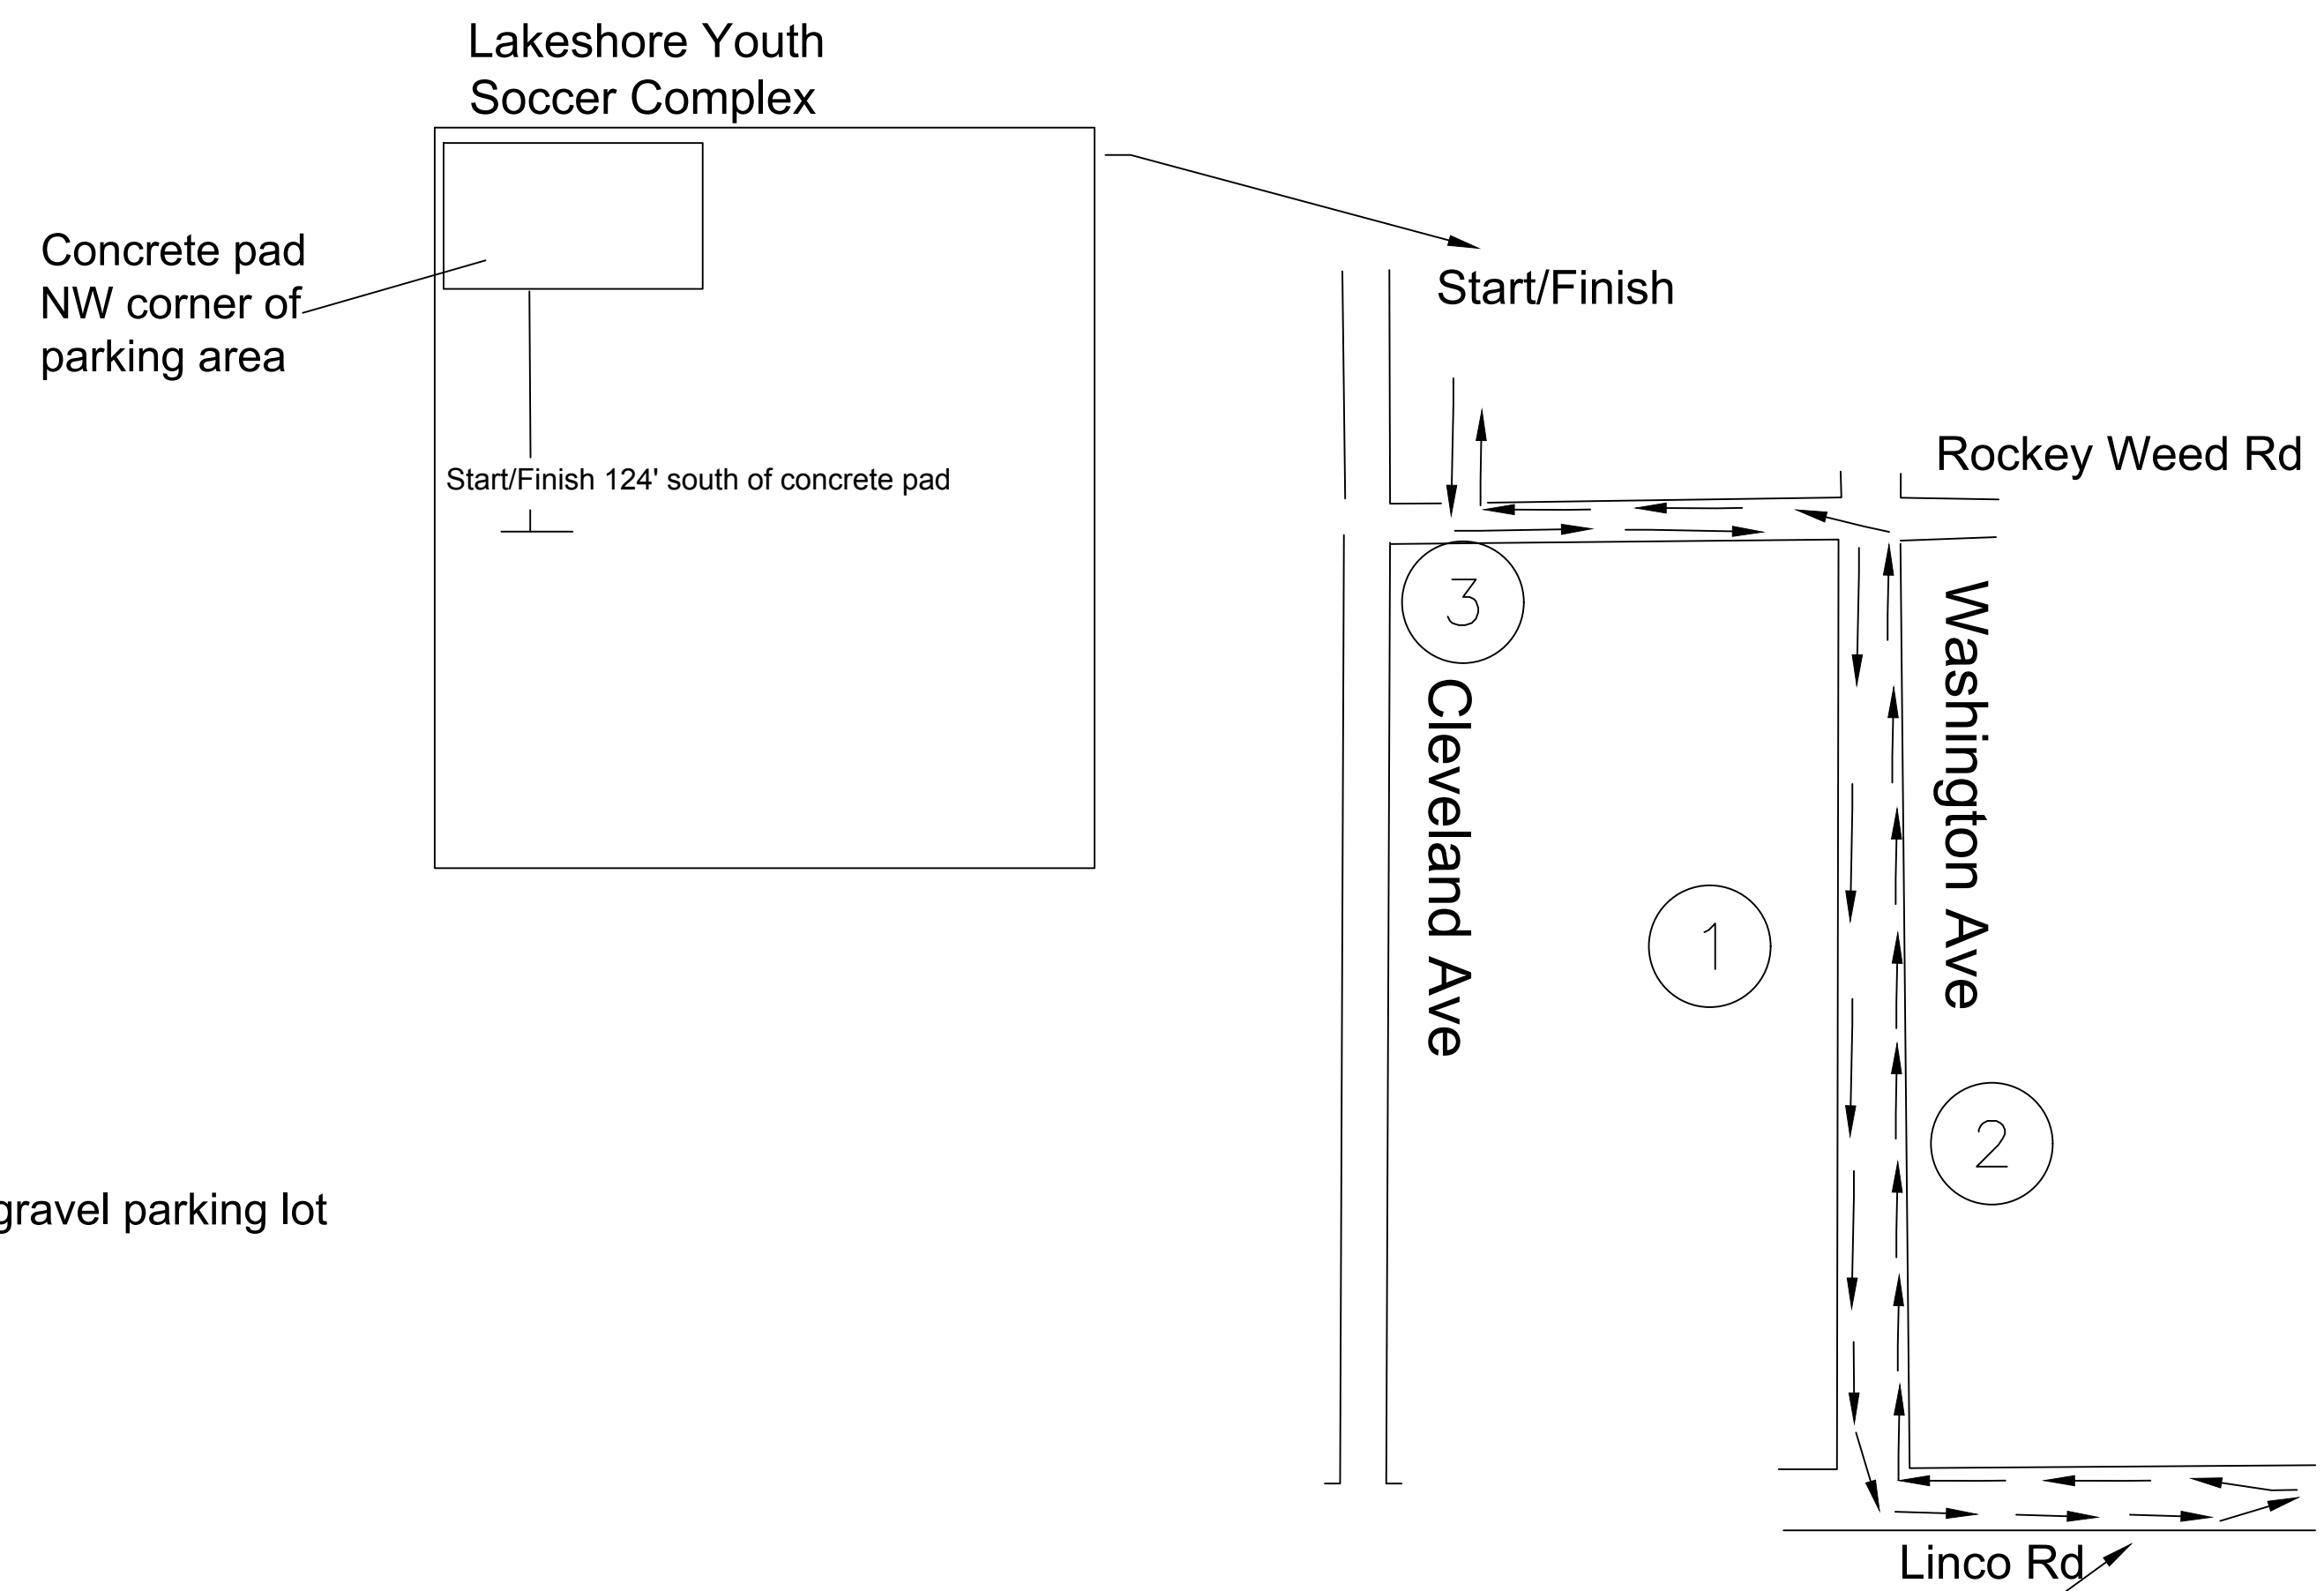 Lakeshore Youth
Soccer Complex
Concrete pad
NW corner of
parking area
Start/Finish
Rockey Weed Rd
Start/Finish 124' south of concrete pad
3
Washington Ave
Cleveland Ave
1
2
gravel parking lot
Linco Rd